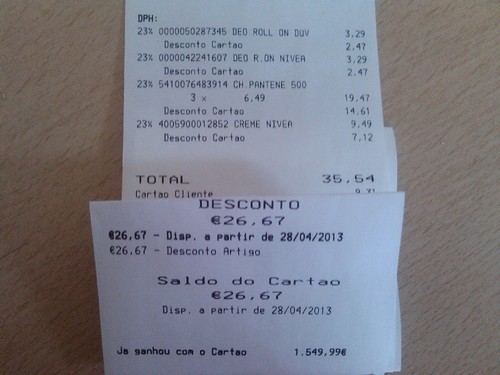 DPH:
23% 0000050287345 DEO ROLL ON DOV 3,29
Desconto Cartao 2,47
23% 0000042241607 DEO R.ON NIVEA 3,29
Desconto Cartao 2,47
23% 5410076483914 CH.PANTENE 500
3 x 6,49 19,47
Desconto Cartao 14,61
23% 4005900012852 CREME NIVEA 9,49
Desconto Cartao 7,12
TOTAL 35,54
Cartao Cliente
DESCONTO
€26,67
€26,67 - Disp. a partir de 28/04/2013
€26,67 - Desconto Artigo
Saldo do Cartao
€26,67
Disp. a partir de 28/04/2013
Ja ganhou com o Cartao 1.549,99€